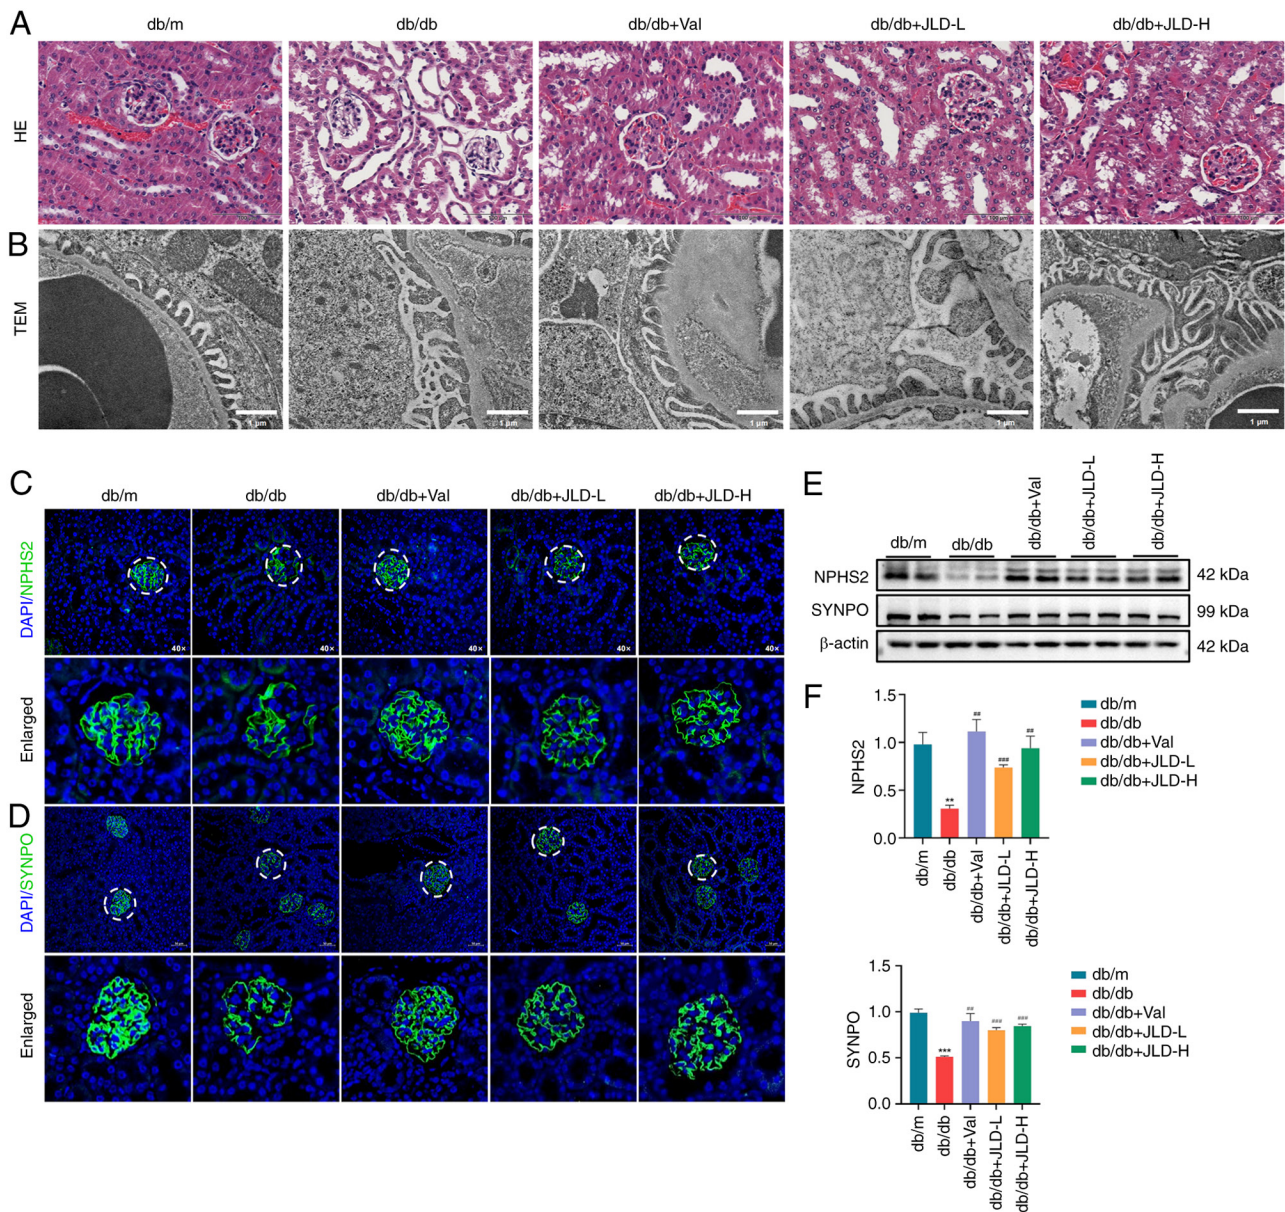 A
db/m
db/db
db/db+Val
db/db+JLD-L
db/db+JLD-H
HE
100 μm
B
TEM
1 μm
1 μm
1 μm
1 μm
1 μm
C
db/m
db/db
db/db+Val
db/db+JLD-L
db/db+JLD-H
DAPI/NPHS2
40×
40×
40×
40×
40×
Enlarged
D
DAPI/SYNPO
Enlarged
E
db/m
db/db
db/db+Val
db/db+JLD-L
db/db+JLD-H
NPHS2
42 kDa
SYNPO
99 kDa
β-actin
42 kDa
F
NPHS2
1.5
1.0
0.5
0.0
**
##
###
##
db/m
db/db
db/db+Val
db/db+JLD-L
db/db+JLD-H
db/m
db/db
db/db+Val
db/db+JLD-L
db/db+JLD-H
SYNPO
1.5
1.0
0.5
0.0
***
##
###
###
db/m
db/db
db/db+Val
db/db+JLD-L
db/db+JLD-H
db/m
db/db
db/db+Val
db/db+JLD-L
db/db+JLD-H